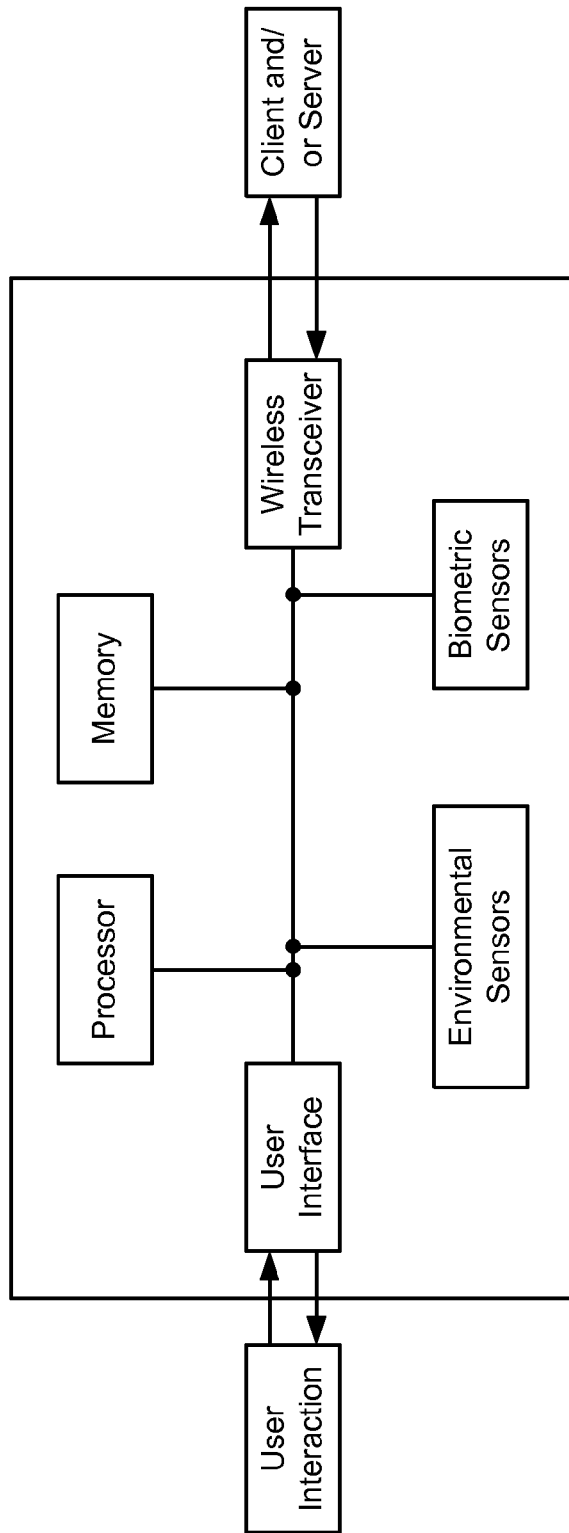 Processor
Memory
User
Interaction
User
Interface
Wireless
Transceiver
Client and/
or Server
Environmental
Sensors
Biometric
Sensors